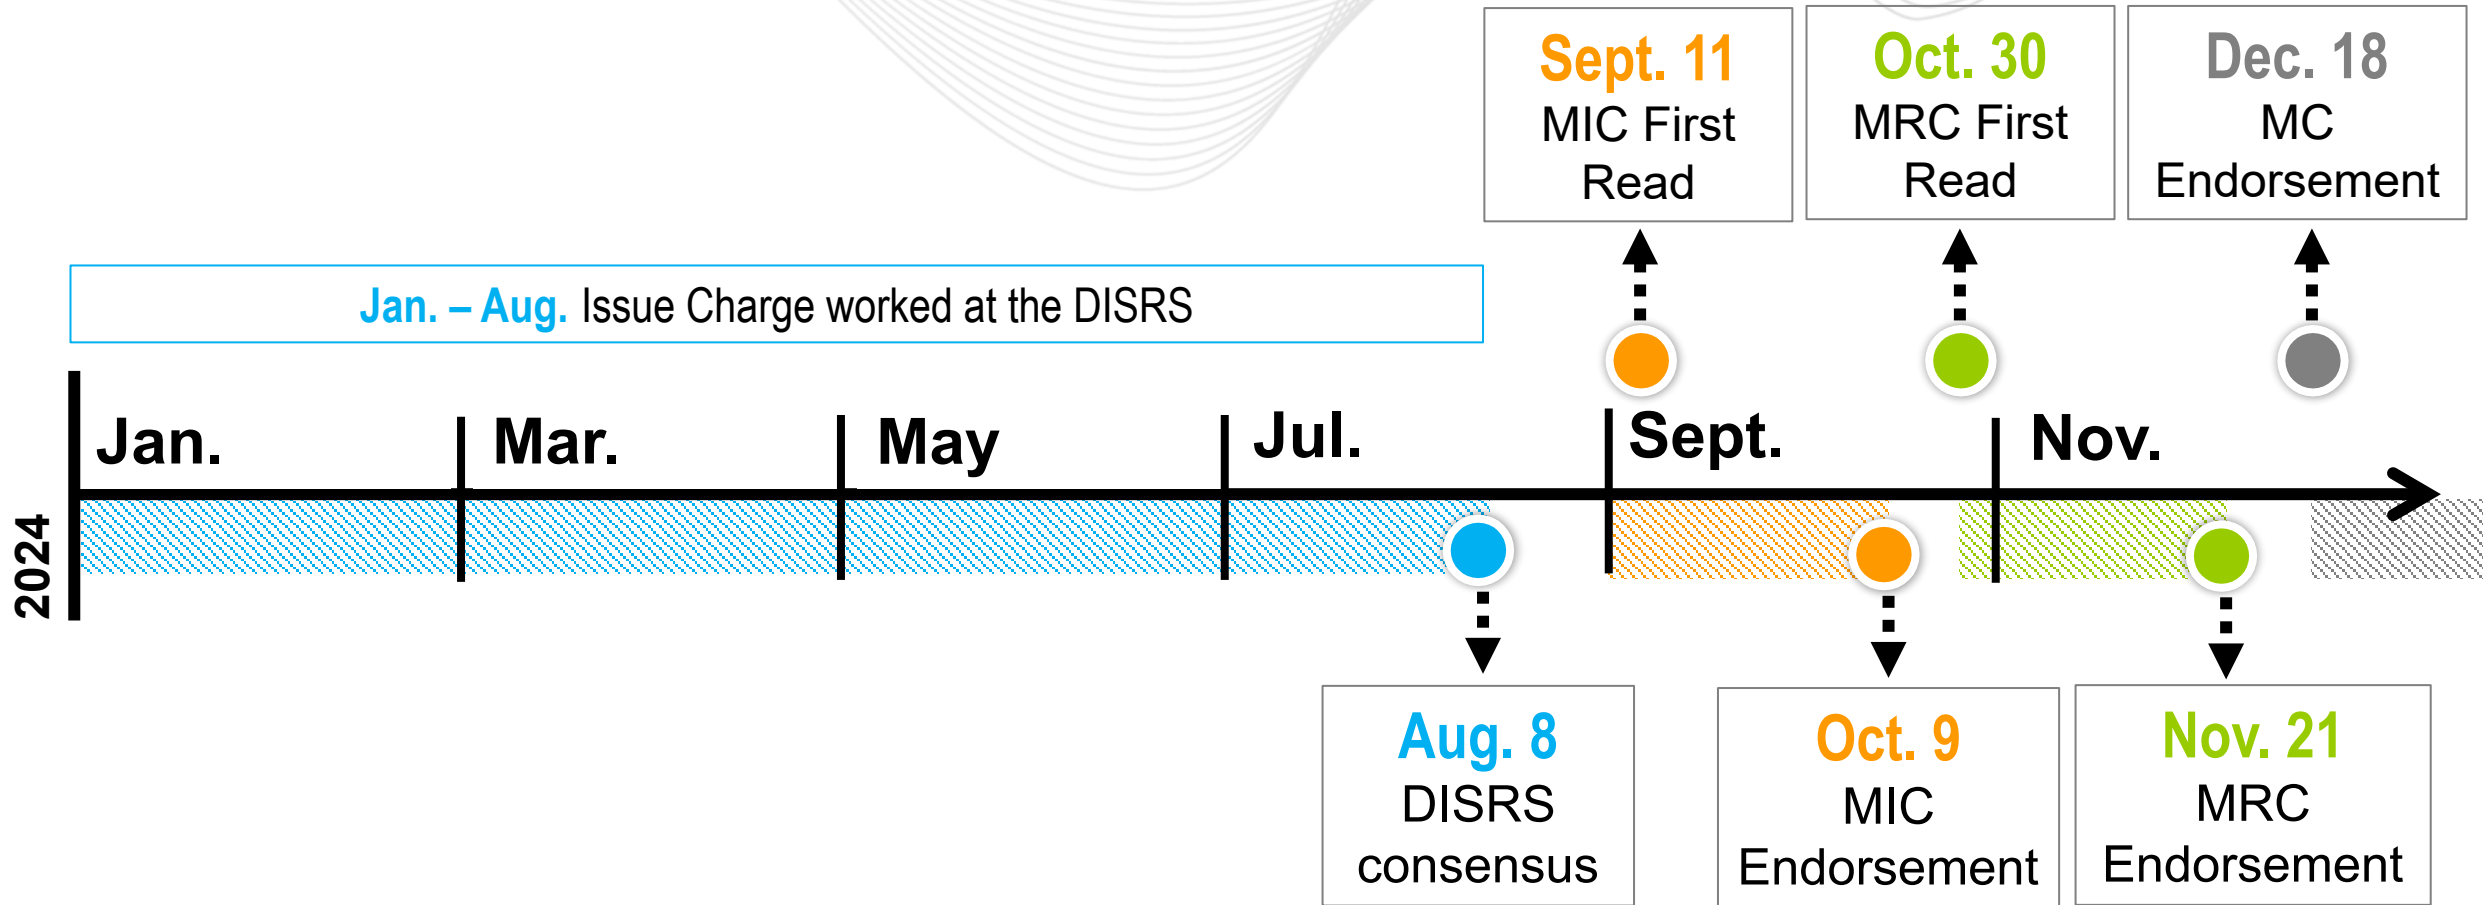 Sept. 11
MIC First
Read
Oct. 30
MRC First
Read
Dec. 18
MC
Endorsement
Jan. – Aug. Issue Charge worked at the DISRS
Jan.
Mar.
May
Jul.
Sept.
Nov.
2024
Aug. 8
DISRS
consensus
Oct. 9
MIC
Endorsement
Nov. 21
MRC
Endorsement